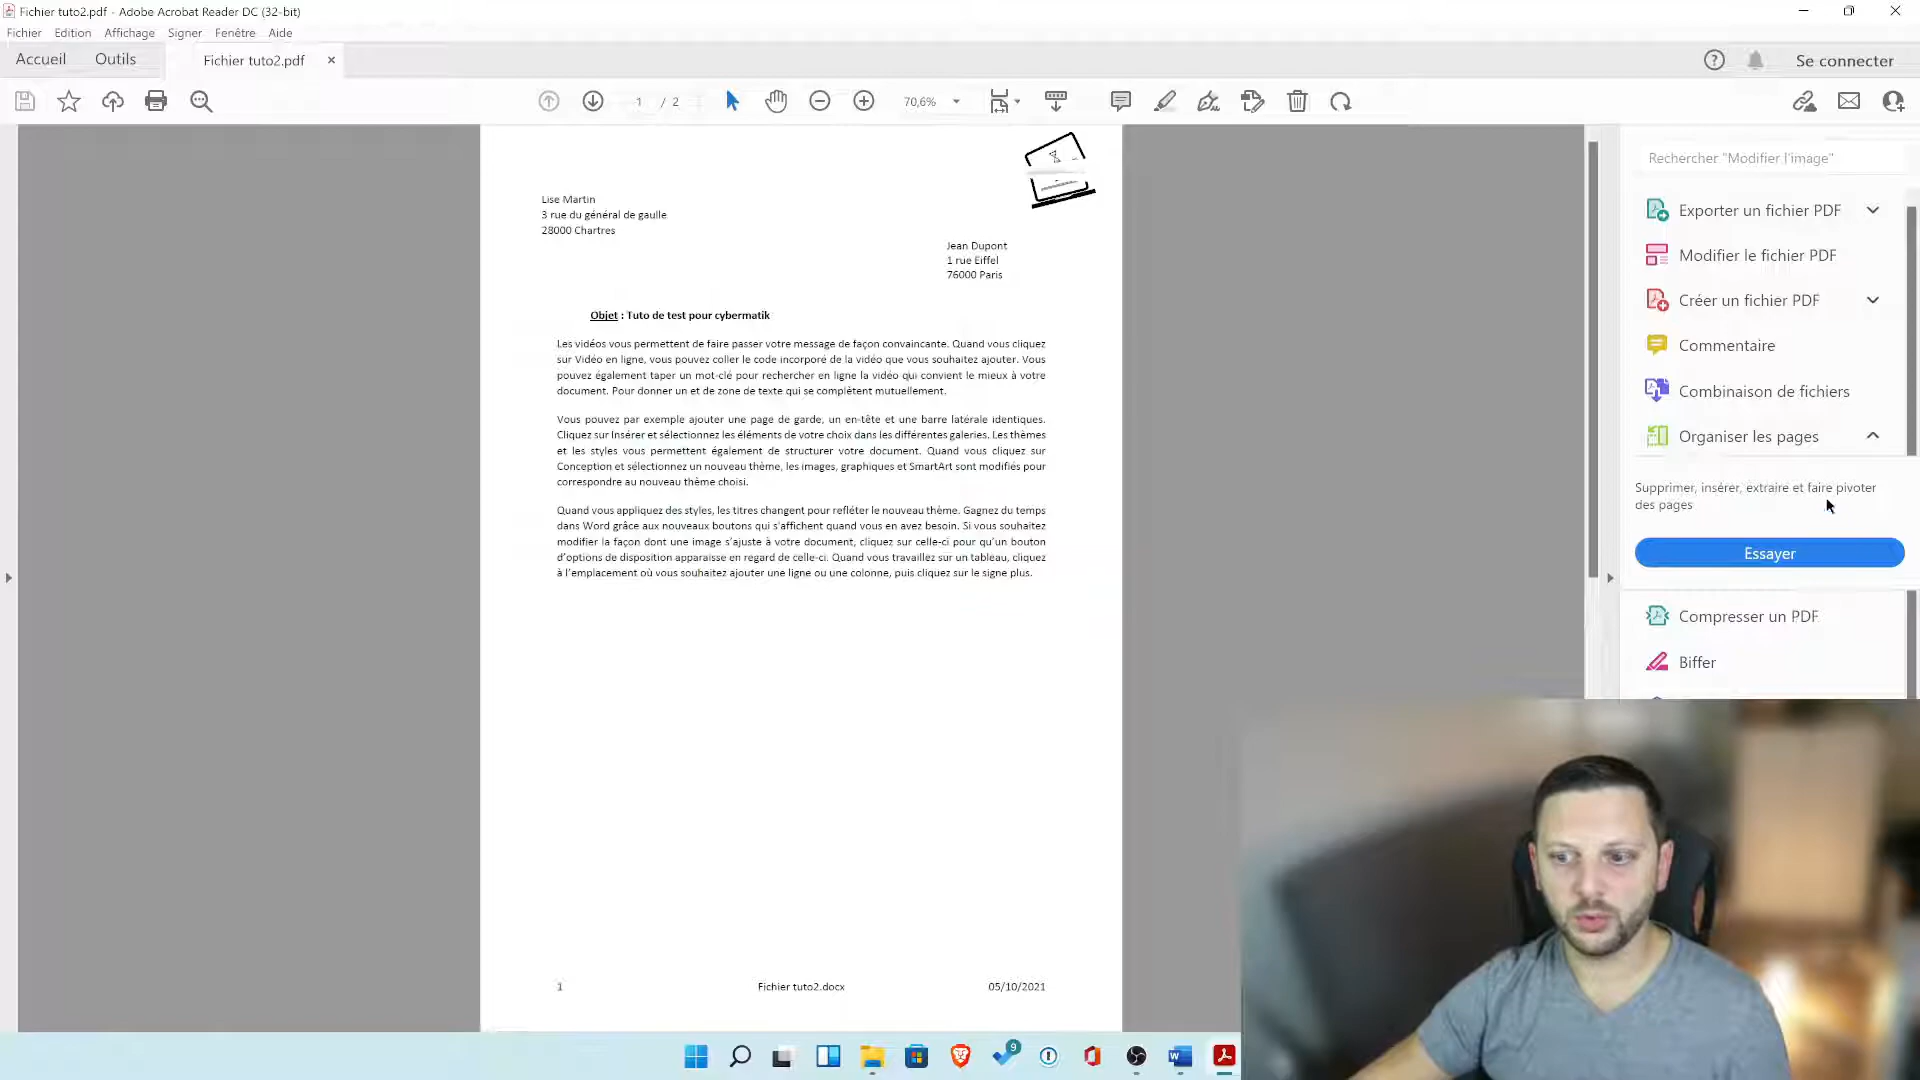 Fichier tuto2.pdf - Adobe Acrobat Reader DC (32-bit)
Fichier Edition Affichage Signer Fenêtre Aide
Accueil Outils Fichier tuto2.pdf × Se connecter
1 / 2 70,6%
Lise Martin
3 rue du général de gaulle
28000 Chartres
Jean Dupont
1 rue Eiffel
76000 Paris
Objet : Tuto de test pour cybermatik
Les vidéos vous permettent de faire passer votre message de façon convaincante. Quand vous cliquez
sur Vidéo en ligne, vous pouvez coller le code incorporé de la vidéo que vous souhaitez ajouter. Vous
pouvez également taper un mot-clé pour rechercher en ligne la vidéo qui convient le mieux à votre
document. Pour donner un et de zone de texte qui se complètent mutuellement.
Vous pouvez par exemple ajouter une page de garde, un en-tête et une barre latérale identiques.
Cliquez sur Insérer et sélectionnez les éléments de votre choix dans les différentes galeries. Les thèmes
et les styles vous permettent également de structurer votre document. Quand vous cliquez sur
Conception et sélectionnez un nouveau thème, les images, graphiques et SmartArt sont modifiés pour
correspondre au nouveau thème choisi.
Quand vous appliquez des styles, les titres changent pour refléter le nouveau thème. Gagnez du temps
dans Word grâce aux nouveaux boutons qui s'affichent quand vous en avez besoin. Si vous souhaitez
modifier la façon dont une image s'ajuste à votre document, cliquez sur celle-ci pour qu'un bouton
d'options de disposition apparaisse en regard de celle-ci. Quand vous travaillez sur un tableau, cliquez
à l'emplacement où vous souhaitez ajouter une ligne ou une colonne, puis cliquez sur le signe plus.
1 Fichier tuto2.docx 05/10/2021
Rechercher "Modifier l'image"
Exporter un fichier PDF
Modifier le fichier PDF
Créer un fichier PDF
Commentaire
Combinaison de fichiers
Organiser les pages
Supprimer, insérer, extraire et faire pivoter
des pages
Essayer
Compresser un PDF
Biffer
9